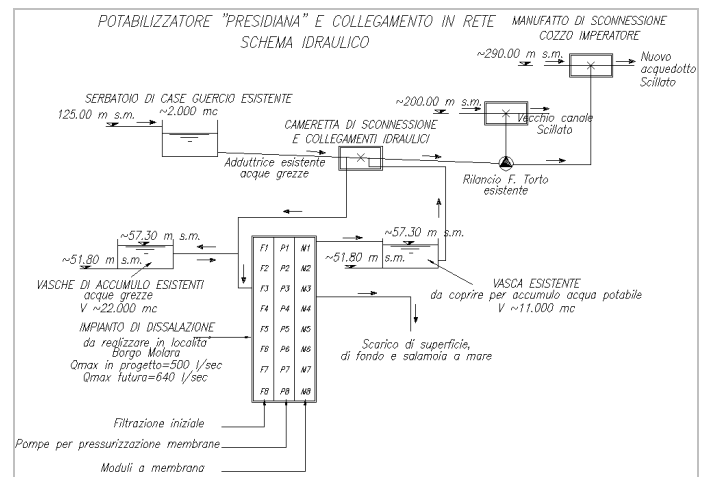 POTABILIZZATORE "PRESIDIANA" E COLLEGAMENTO IN RETE
SCHEMA IDRAULICO
MANUFATTO DI SCONNESSIONE
COZZO IMPERATORE
~290.00 m s.m.
Nuovo
acquedotto
Scillato
SERBATOIO DI CASE GUERCIO ESISTENTE
~2.000 mc
125.00 m s.m.
~200.00 m s.m.
Vecchio canale
Scillato
CAMERETTA DI SCONNESSIONE
E COLLEGAMENTI IDRAULICI
Adduttrice esistente
acque grezze
Rilancio F. Torto
esistente
~57.30 m s.m.
~51.80 m s.m.
VASCHE DI ACCUMULO ESISTENTI
acque grezze
V ~22.000 mc
F1 P1 M1
F2 P2 M2
F3 P3 M3
F4 P4 M4
F5 P5 M5
F6 P6 M6
F7 P7 M7
F8 P8 M8
~57.30 m s.m.
~51.80 m s.m.
VASCA ESISTENTE
da coprire per accumulo acqua potabile
V ~11.000 mc
IMPIANTO DI DISSALAZIONE
da realizzare in localita'
Borgo Molara
Qmax in progetto=500 l/sec
Qmax futura=640 l/sec
Scarico di superficie,
di fondo e salamoia a mare
Filtrazione iniziale
Pompe per pressurizzazione membrane
Moduli a membrana